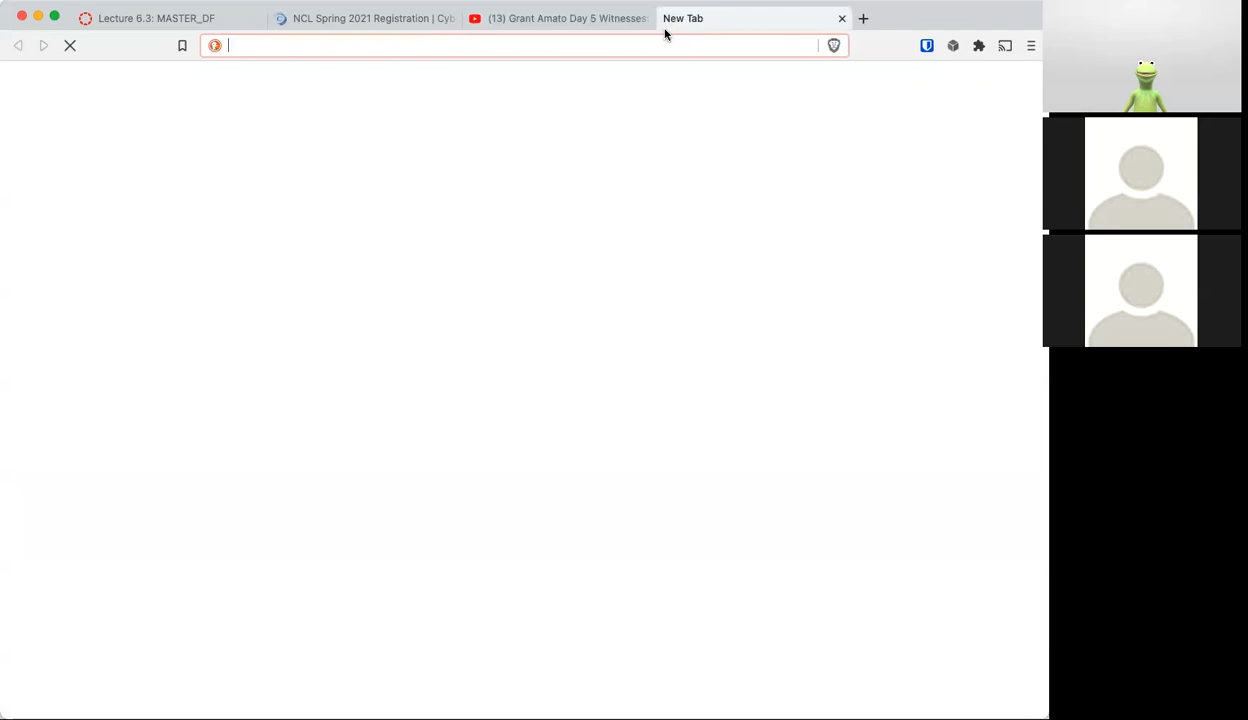 Lecture 6.3: MASTER_DF
NCL Spring 2021 Registration | Cyb
(13) Grant Amato Day 5 Witnesses
New Tab